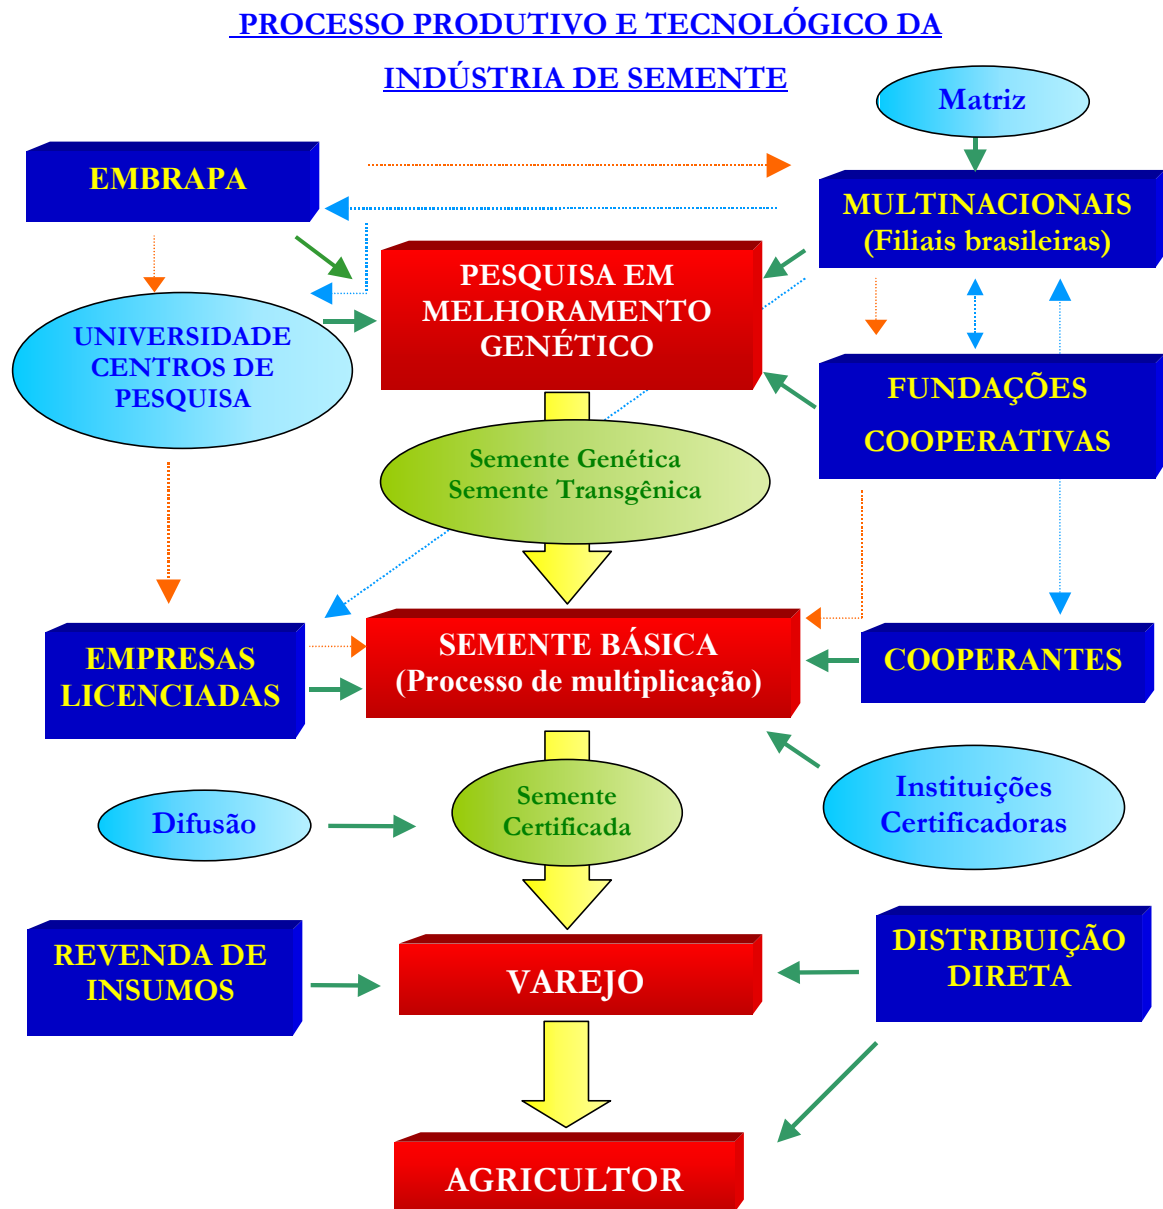 PROCESSO PRODUTIVO E TECNOLÓGICO DA
INDÚSTRIA DE SEMENTE
Matriz
EMBRAPA
MULTINACIONAIS
(Filiais brasileiras)
PESQUISA EM
MELHORAMENTO
GENÉTICO
UNIVERSIDADE
CENTROS DE
PESQUISA
FUNDAÇÕES
COOPERATIVAS
Semente Genética
Semente Transgênica
EMPRESAS
LICENCIADAS
SEMENTE BÁSICA
(Processo de multiplicação)
COOPERANTES
Difusão
Semente
Certificada
Instituições
Certificadoras
REVENDA DE
INSUMOS
VAREJO
DISTRIBUIÇÃO
DIRETA
AGRICULTOR